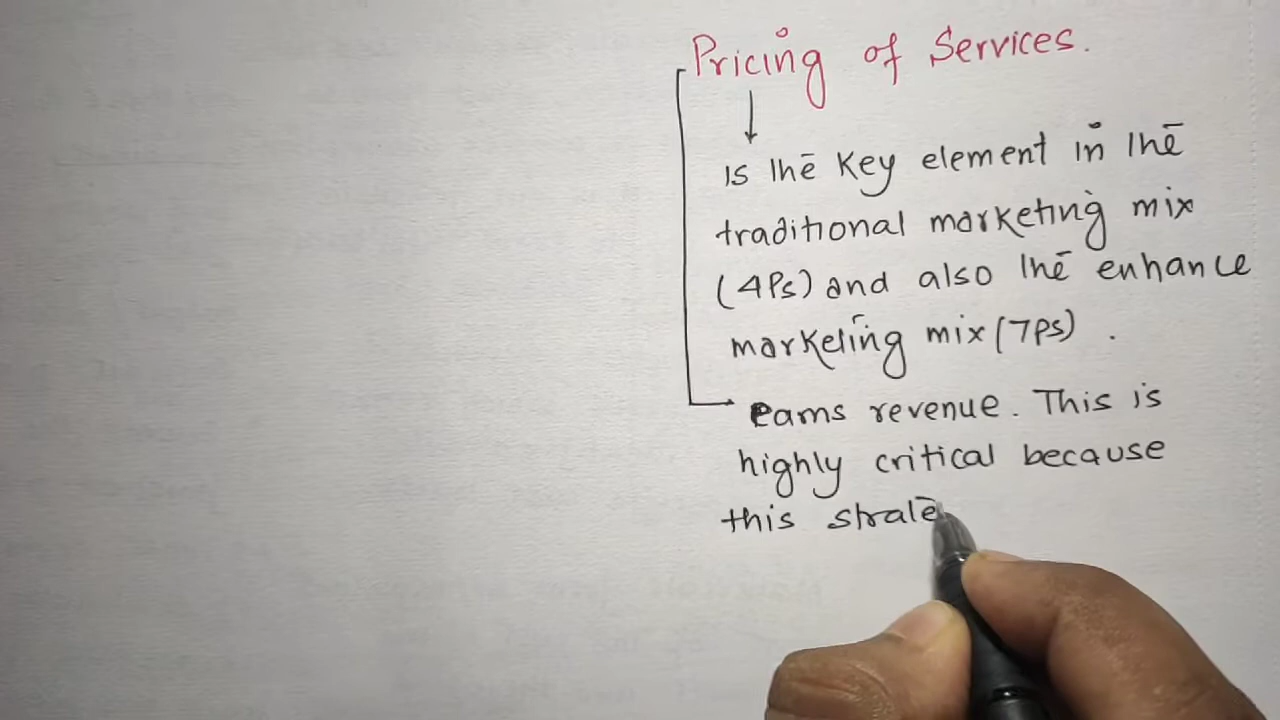 Pricing of Services.
Is the key element in the
traditional marketing mix
(4Ps) and also the enhance
marketing mix (7Ps).
earns revenue. This is
highly critical because
this strate